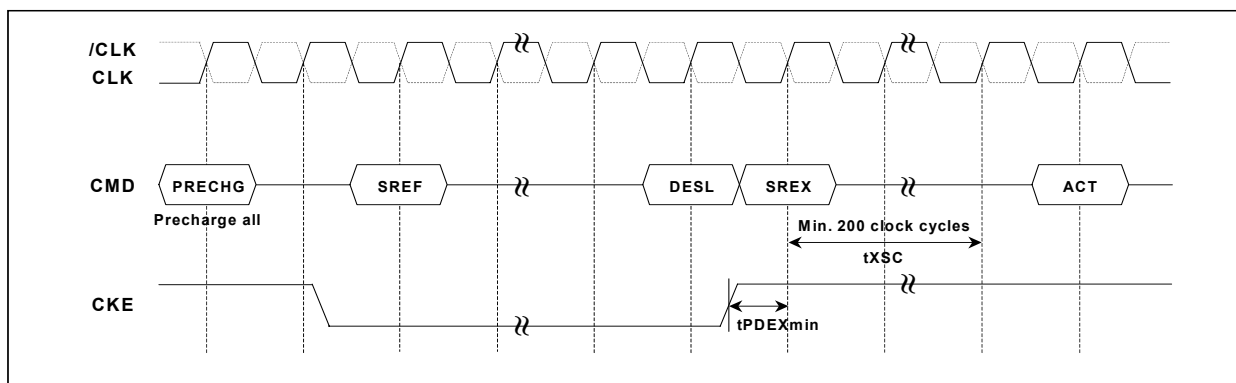 /CLK
CLK
CMD
PRECHG
SREF
DESL
SREX
ACT
Precharge all
Min. 200 clock cycles
tXSC
CKE
tPDEXmin